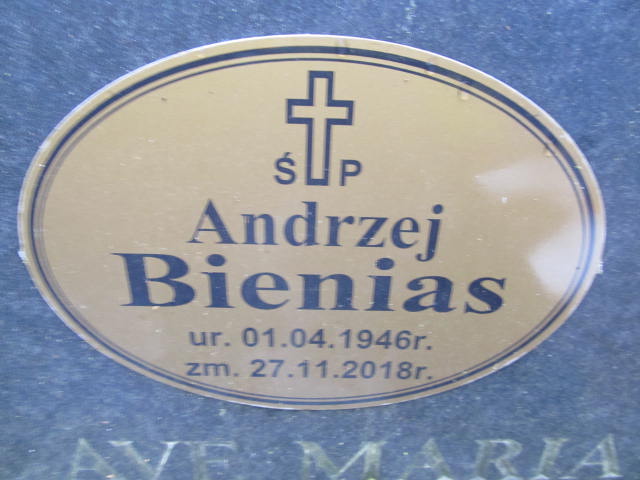 Ś P
Andrzej
Bienias
ur. 01.04.1946r.
zm. 27.11.2018r.
AVE MARIA